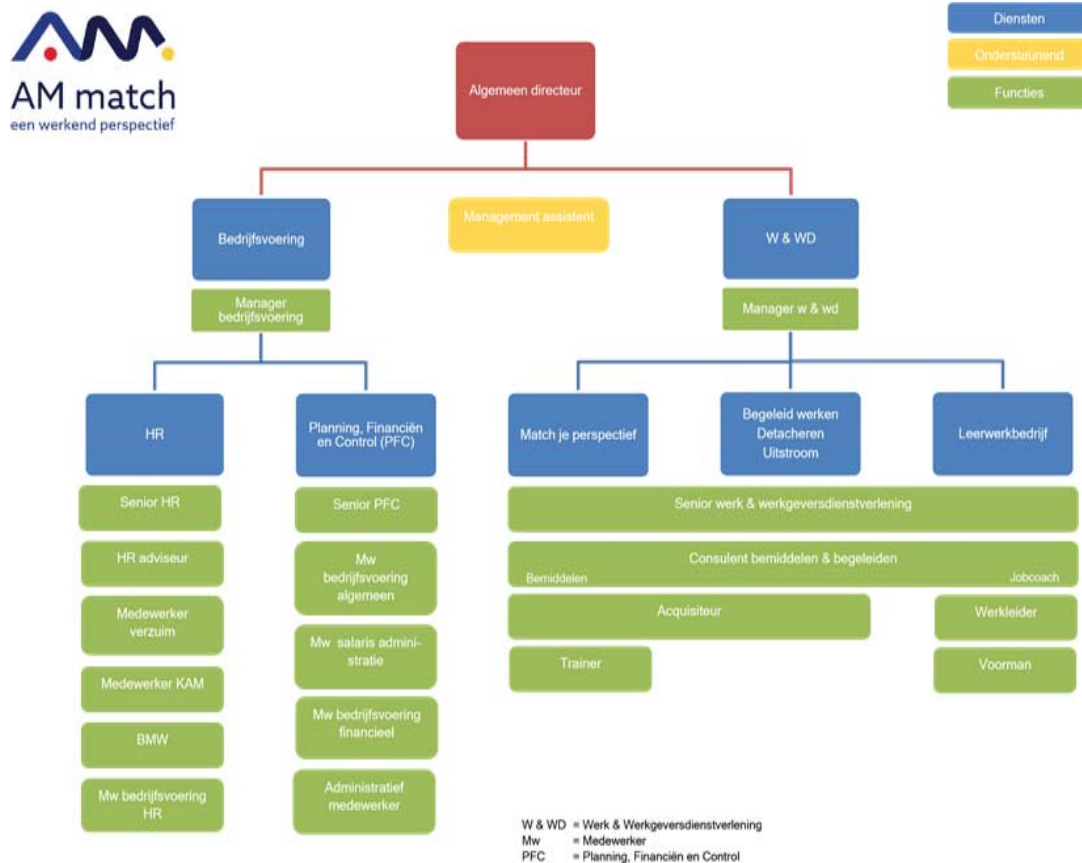 AM match
een werkend perspectief
Diensten
Onderstaunend
Functies
Algemeen directeur
Bedrijfsvoering
Management assistent
W & WD
Manager
bedrijfsvoering
Manager w & wd
HR
Planning, Financiën
en Control (PFC)
Match je perspectief
Begeleid werken
Detacheren
Uitstroom
Leerwerkbedrijf
Senior HR
HR adviseur
Medewerker
verzuim
Medewerker KAM
BMW
Mw bedrijfsvoering
HR
Senior PFC
Mw
bedrijfsvoering
algemeen
Mw salaris admini-
stratie
Mw bedrijfsvoering
financieel
Administratief
medewerker
Senior werk & werkgeversdienstverlening
Consulent bemiddelen & begeleiden
Bemiddelen
Jobcoach
Acquisiteur
Werkleider
Trainer
Voorman
W & WD = Werk & Werkgeversdienstverlening
Mw = Medewerker
PFC = Planning, Financiën en Control